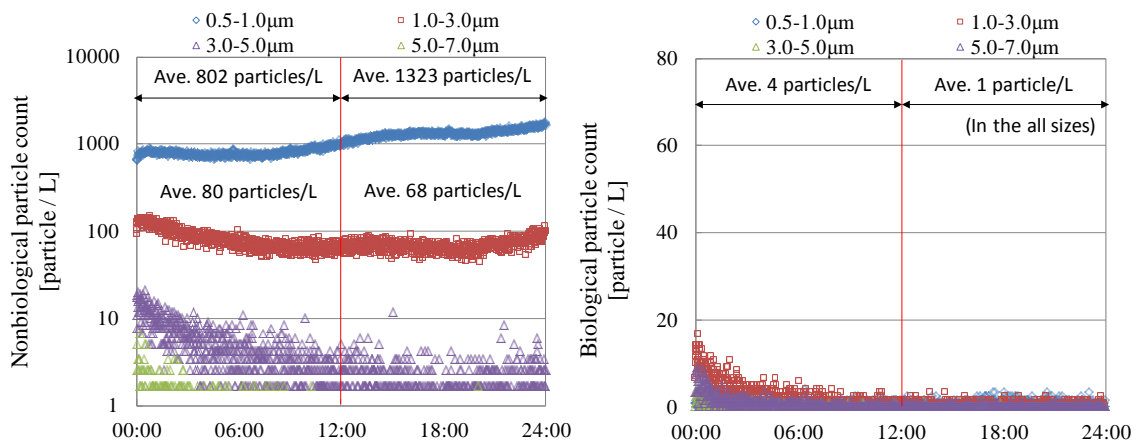 0.5-1.0μm 1.0-3.0μm
3.0-5.0μm 5.0-7.0μm
Nonbiological particle count
[particle / L]
10000
1000
100
10
1
Ave. 802 particles/L Ave. 1323 particles/L
Ave. 80 particles/L Ave. 68 particles/L
00:00 06:00 12:00 18:00 24:00
0.5-1.0μm 1.0-3.0μm
3.0-5.0μm 5.0-7.0μm
Biological particle count
[particle / L]
80
60
40
20
0
Ave. 4 particles/L Ave. 1 particle/L
(In the all sizes)
00:00 06:00 12:00 18:00 24:00